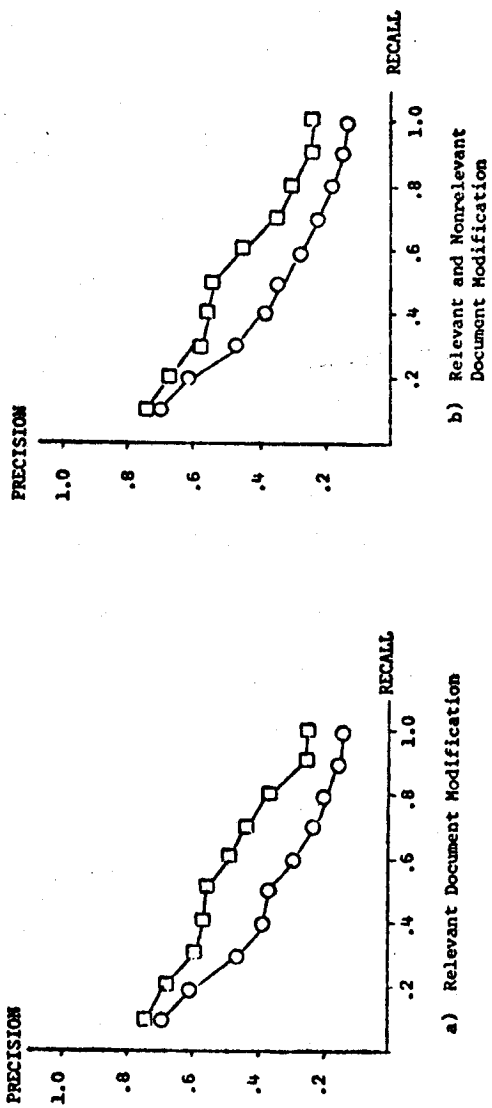 PRECISION
1.0
.8
.6
.4
.2
.2
.4
.6
.8
1.0
RECALL
a) Relevant Document Modification
PRECISION
1.0
.8
.6
.4
.2
.2
.4
.6
.8
1.0
RECALL
b) Relevant and Nonrelevant
Document Modification